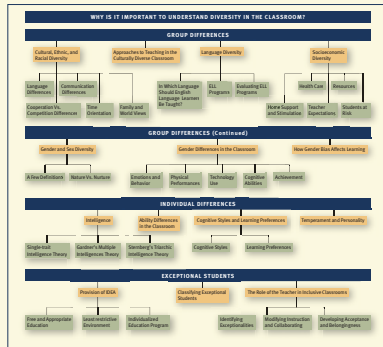 WHY IS IT IMPORTANT TO UNDERSTAND DIVERSITY IN THE CLASSROOM?
GROUP DIFFERENCES
Cultural, Ethnic, and
Racial Diversity
Approaches to Teaching in the
Culturally Diverse Classroom
Language Diversity
Socioeconomic
Diversity
Language
Differences
Communication
Differences
In Which Language
Should English
Language Learners
Be Taught?
ELL
Programs
Evaluating ELL
Programs
Health Care
Resources
Cooperation Vs.
Competition Differences
Time
Orientation
Family and
World Views
Home Support
and Stimulation
Teacher
Expectations
Students at
Risk
GROUP DIFFERENCES (Continued)
Gender and Sex Diversity
Gender Differences in the Classroom
How Gender Bias Affects Learning
A Few Definitions
Nature Vs. Nurture
Emotions and
Behavior
Physical
Performances
Technology
Use
Cognitive
Abilities
Achievement
INDIVIDUAL DIFFERENCES
Intelligence
Ability Differences
in the Classroom
Cognitive Styles and Learning Preferences
Temperament and Personality
Single-trait
Intelligence Theory
Gardner's Multiple
Intelligences Theory
Sternberg's Triarchic
Intelligence Theory
Cognitive Styles
Learning Preferences
EXCEPTIONAL STUDENTS
Provision of IDEA
Classifying Exceptional
Students
The Role of the Teacher in Inclusive Classrooms
Free and Appropriate
Education
Least Restrictive
Environment
Individualized
Education Program
Identifying
Exceptionalities
Modifying Instruction
and Collaborating
Developing Acceptance
and Belongingness